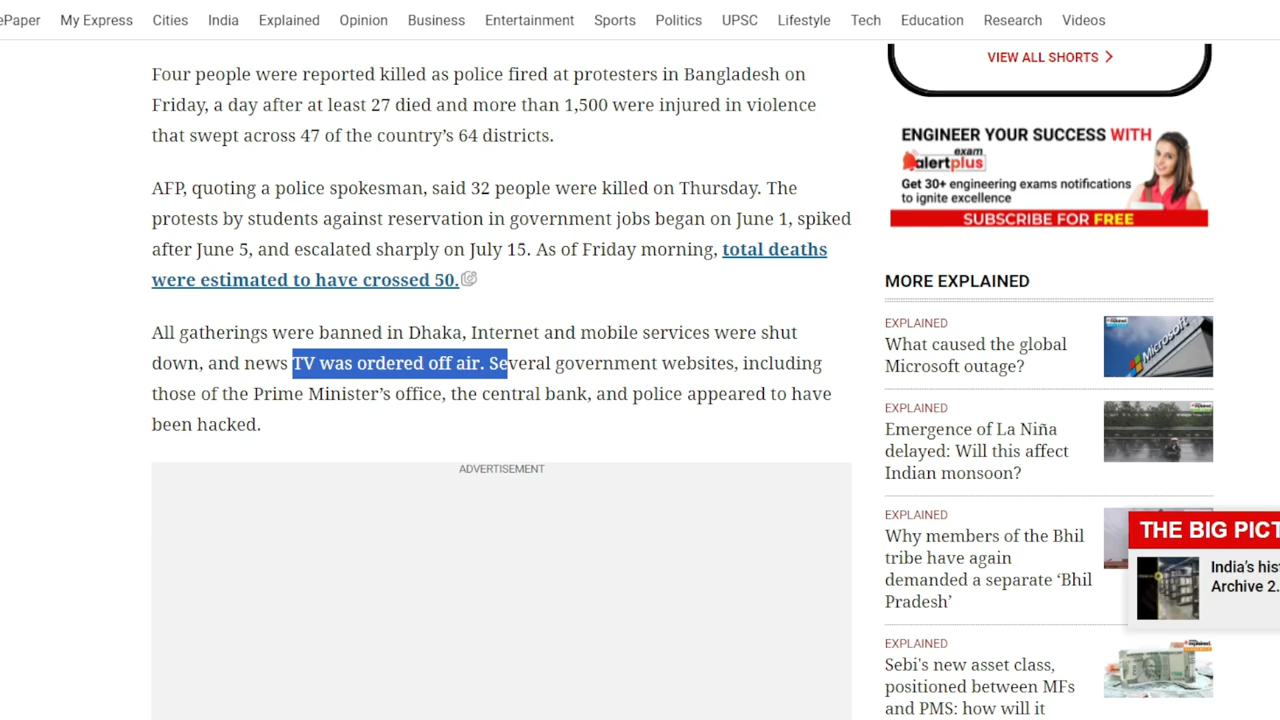 ePaper My Express Cities India Explained Opinion Business Entertainment Sports Politics UPSC Lifestyle Tech Education Research Videos
Four people were reported killed as police fired at protesters in Bangladesh on
Friday, a day after at least 27 died and more than 1,500 were injured in violence
that swept across 47 of the country’s 64 districts.
AFP, quoting a police spokesman, said 32 people were killed on Thursday. The
protests by students against reservation in government jobs began on June 1, spiked
after June 5, and escalated sharply on July 15. As of Friday morning, total deaths
were estimated to have crossed 50.
All gatherings were banned in Dhaka, Internet and mobile services were shut
down, and news TV was ordered off air. Several government websites, including
those of the Prime Minister’s office, the central bank, and police appeared to have
been hacked.
ADVERTISEMENT
VIEW ALL SHORTS
ENGINEER YOUR SUCCESS WITH
exam
alertplus
Get 30+ engineering exams notifications
to ignite excellence
SUBSCRIBE FOR FREE
MORE EXPLAINED
EXPLAINED
What caused the global
Microsoft outage?
Microsoft
EXPLAINED
Emergence of La Niña
delayed: Will this affect
Indian monsoon?
EXPLAINED
Why members of the Bhil
tribe have again
demanded a separate ‘Bhil
Pradesh’
THE BIG PICT
India’s his
Archive 2.
EXPLAINED
Sebi's new asset class,
positioned between MFs
and PMS: how will it